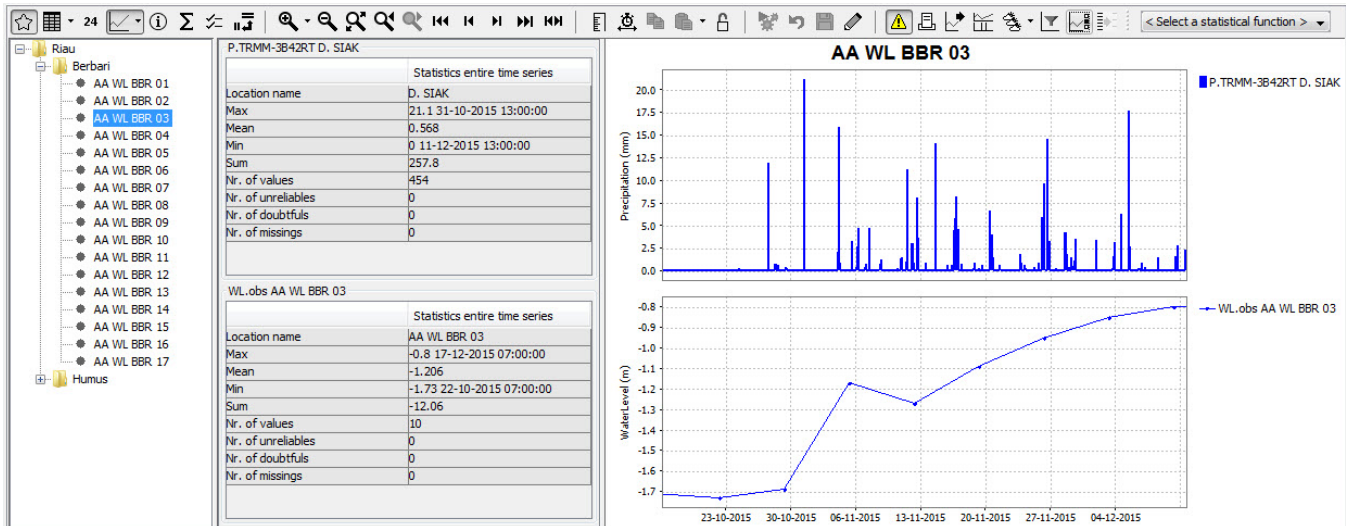 24
< Select a statistical function >
Riau
Berbari
AA WL BBR 01
AA WL BBR 02
AA WL BBR 03
AA WL BBR 04
AA WL BBR 05
AA WL BBR 06
AA WL BBR 07
AA WL BBR 08
AA WL BBR 09
AA WL BBR 10
AA WL BBR 11
AA WL BBR 12
AA WL BBR 13
AA WL BBR 14
AA WL BBR 15
AA WL BBR 16
AA WL BBR 17
Humus
P.TRMM-3B42RT D. SIAK
Statistics entire time series
Location name D. SIAK
Max 21.1 31-10-2015 13:00:00
Mean 0.568
Min 0 11-12-2015 13:00:00
Sum 257.8
Nr. of values 454
Nr. of unreliables 0
Nr. of doubtfuls 0
Nr. of missings 0
WL.obs AA WL BBR 03
Statistics entire time series
Location name AA WL BBR 03
Max -0.8 17-12-2015 07:00:00
Mean -1.206
Min -1.73 22-10-2015 07:00:00
Sum -12.06
Nr. of values 10
Nr. of unreliables 0
Nr. of doubtfuls 0
Nr. of missings 0
AA WL BBR 03
Precipitation (mm)
20.0
17.5
15.0
12.5
10.0
7.5
5.0
2.5
0.0
P.TRMM-3B42RT D. SIAK
WaterLevel (m)
-0.8
-0.9
-1.0
-1.1
-1.2
-1.3
-1.4
-1.5
-1.6
-1.7
WL.obs AA WL BBR 03
23-10-2015 30-10-2015 06-11-2015 13-11-2015 20-11-2015 27-11-2015 04-12-2015